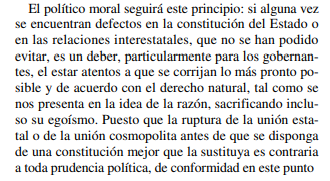 El político moral seguirá este principio: si alguna vez
se encuentran defectos en la constitución del Estado o
en las relaciones interestatales, que no se han podido
evitar, es un deber, particularmente para los gobernan-
tes, el estar atentos a que se corrijan lo más pronto po-
sible y de acuerdo con el derecho natural, tal como se
nos presenta en la idea de la razón, sacrificando inclu-
so su egoísmo. Puesto que la ruptura de la unión esta-
tal o de la unión cosmopolita antes de que se disponga
de una constitución mejor que la sustituya es contraria
a toda prudencia política, de conformidad en este punto